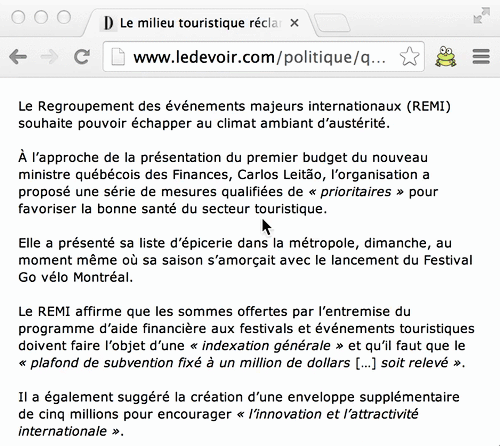 Le milieu touristique récla
www.ledevoir.com/politique/q...
Le Regroupement des événements majeurs internationaux (REMI)
souhaite pouvoir échapper au climat ambiant d’austérité.
À l’approche de la présentation du premier budget du nouveau
ministre québécois des Finances, Carlos Leitão, l’organisation a
proposé une série de mesures qualifiées de « prioritaires » pour
favoriser la bonne santé du secteur touristique.
Elle a présenté sa liste d’épicerie dans la métropole, dimanche, au
moment même où sa saison s’amorçait avec le lancement du Festival
Go vélo Montréal.
Le REMI affirme que les sommes offertes par l’entremise du
programme d’aide financière aux festivals et événements touristiques
doivent faire l’objet d’une « indexation générale » et qu’il faut que le
« plafond de subvention fixé à un million de dollars […] soit relevé ».
Il a également suggéré la création d’une enveloppe supplémentaire
de cinq millions pour encourager « l’innovation et l’attractivité
internationale ».